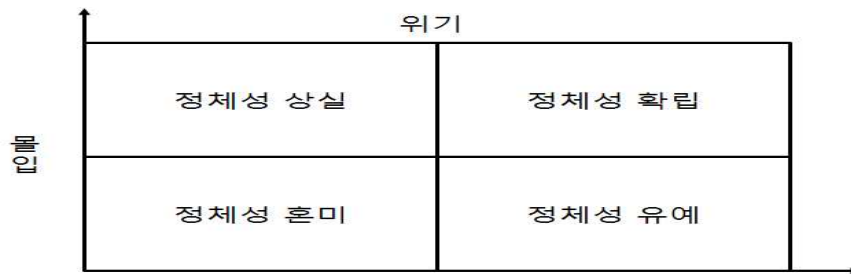 위기
정체성 상실
정체성 확립
몰입
정체성 혼미
정체성 유예